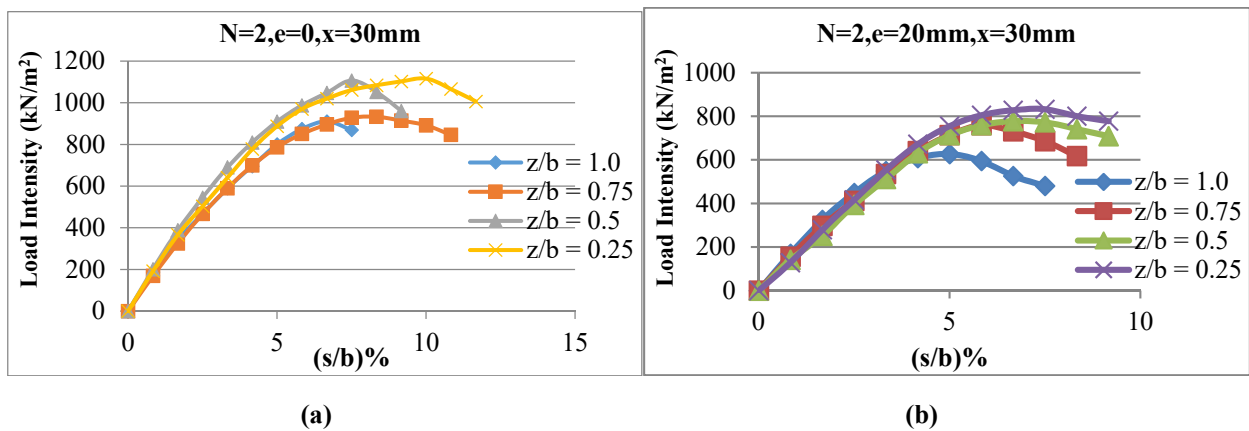 N=2,e=0,x=30mm
Load Intensity (kN/m²)
1200
1000
800
600
400
200
0
0
5
10
15
(s/b)%
z/b = 1.0
z/b = 0.75
z/b = 0.5
z/b = 0.25
(a)
N=2,e=20mm,x=30mm
Load Intensity (kN/m²)
1000
800
600
400
200
0
0
5
10
(s/b)%
z/b = 1.0
z/b = 0.75
z/b = 0.5
z/b = 0.25
(b)